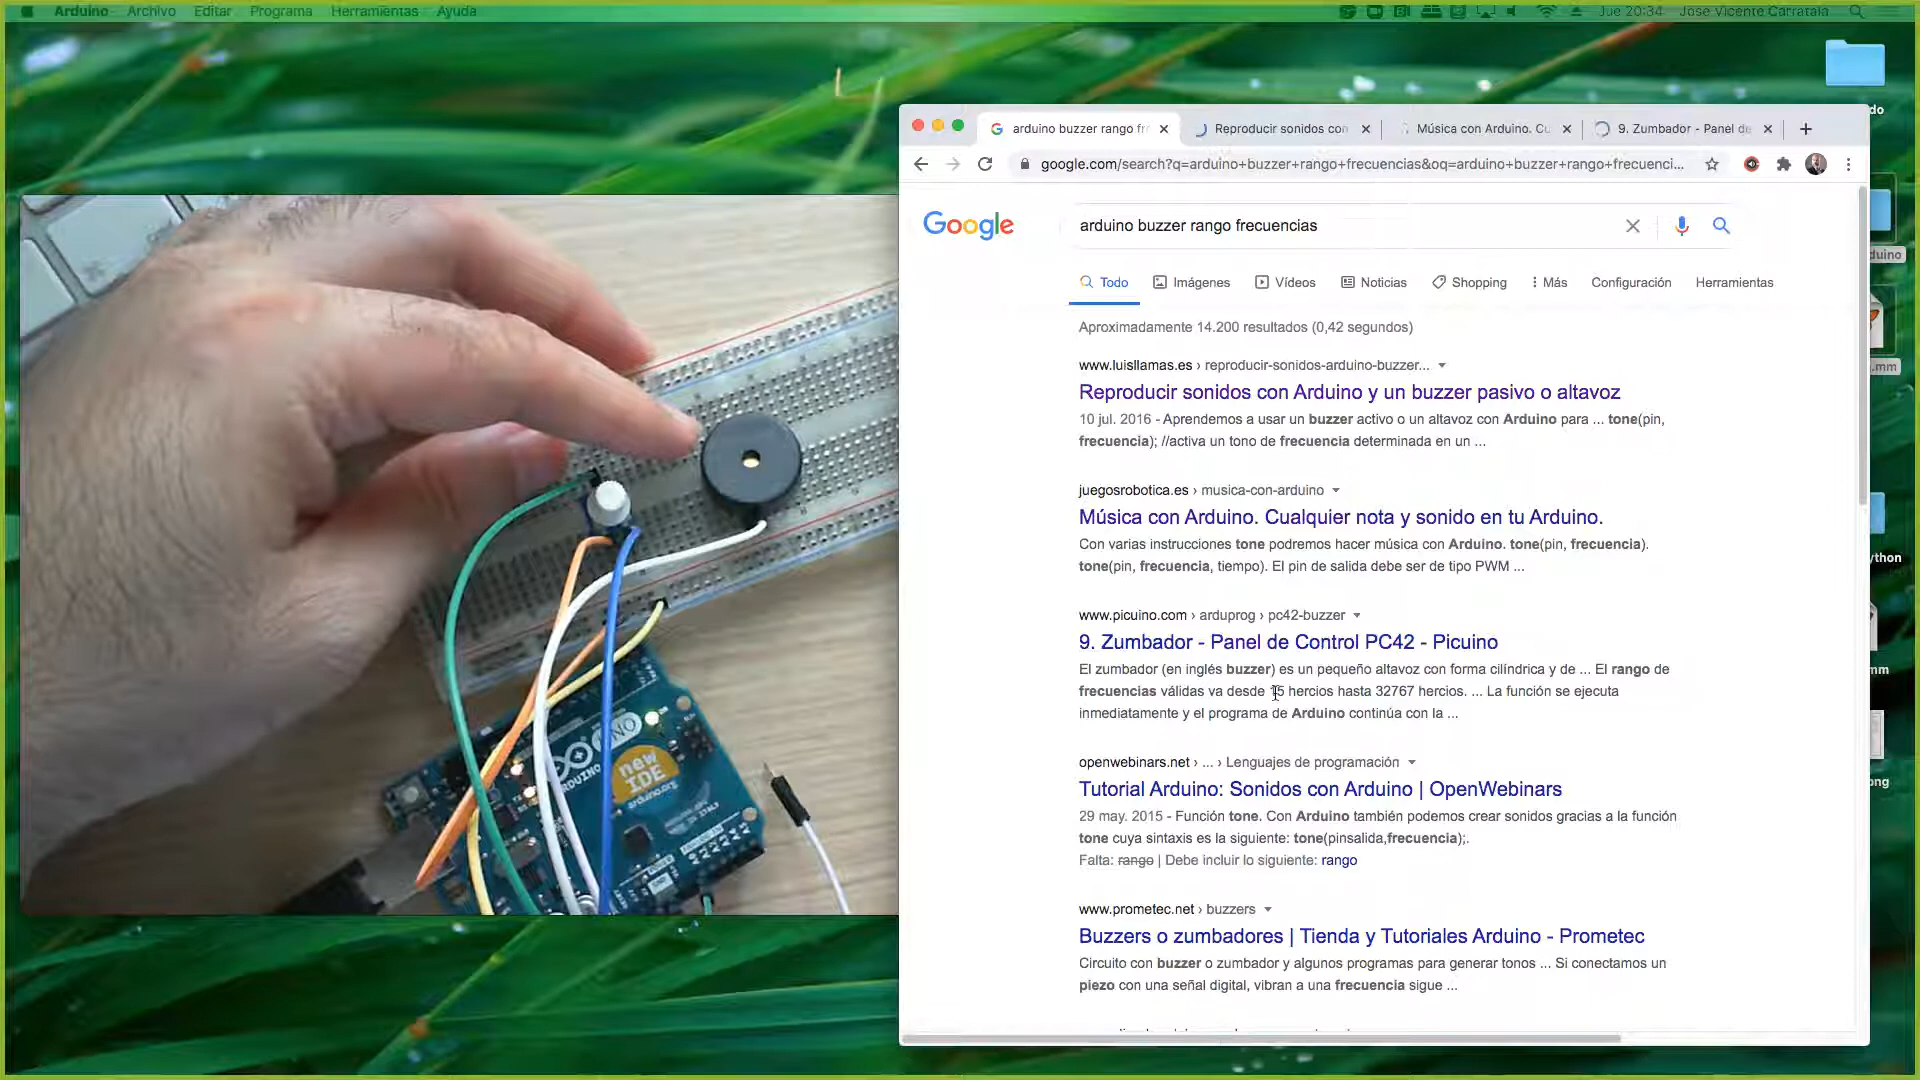 Arduino Archivo Editar Programa Herramientas Ayuda
Jue 20:34 Jose Vicente Carratala
do
arduino buzzer rango fr
Reproducir sonidos con
Música con Arduino. Cu
9. Zumbador - Panel de
google.com/search?q=arduino+buzzer+rango+frecuencias&oq=arduino+buzzer+rango+frecuenci...
Google
arduino buzzer rango frecuencias
Todo Imágenes Vídeos Noticias Shopping Más Configuración Herramientas
Aproximadamente 14.200 resultados (0,42 segundos)
www.luisllamas.es › reproducir-sonidos-arduino-buzzer...
Reproducir sonidos con Arduino y un buzzer pasivo o altavoz
10 jul. 2016 - Aprendemos a usar un buzzer activo o un altavoz con Arduino para ... tone(pin,
frecuencia); //activa un tono de frecuencia determinada en un ...
juegosrobotica.es › musica-con-arduino
Música con Arduino. Cualquier nota y sonido en tu Arduino.
Con varias instrucciones tone podremos hacer música con Arduino. tone(pin, frecuencia).
tone(pin, frecuencia, tiempo). El pin de salida debe ser de tipo PWM ...
www.picuino.com › arduprog › pc42-buzzer
9. Zumbador - Panel de Control PC42 - Picuino
El zumbador (en inglés buzzer) es un pequeño altavoz con forma cilíndrica y de ... El rango de
frecuencias válidas va desde 15 hercios hasta 32767 hercios. ... La función se ejecuta
inmediatamente y el programa de Arduino continúa con la ...
openwebinars.net › ... › Lenguajes de programación
Tutorial Arduino: Sonidos con Arduino | OpenWebinars
29 may. 2015 - Función tone. Con Arduino también podemos crear sonidos gracias a la función
tone cuya sintaxis es la siguiente: tone(pinsalida,frecuencia);.
Falta: rango | Debe incluir lo siguiente: rango
www.prometec.net › buzzers
Buzzers o zumbadores | Tienda y Tutoriales Arduino - Prometec
Circuito con buzzer o zumbador y algunos programas para generar tonos ... Si conectamos un
piezo con una señal digital, vibran a una frecuencia sigue ...
duino
.mm
ython
mm
png
UNO
ARDUINO
new
IDE
arduino.org